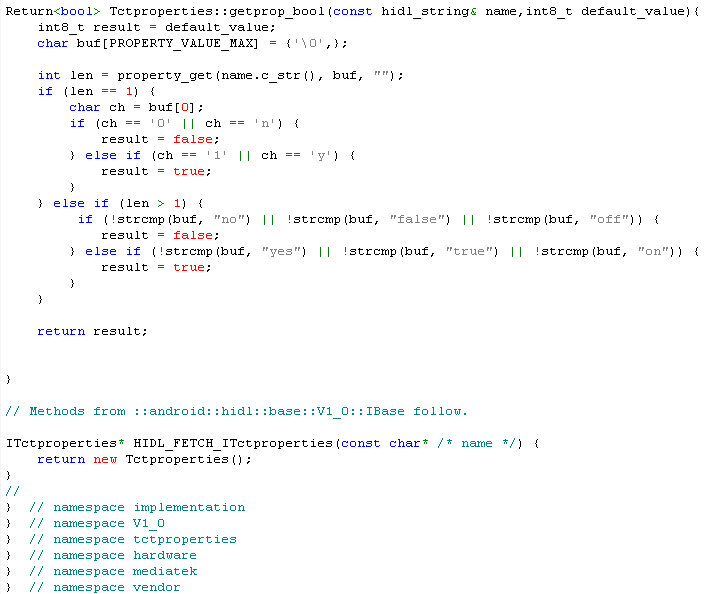 Return<bool> Tctproperties::getprop_bool(const hidl_string& name,int8_t default_value){
    int8_t result = default_value;
    char buf[PROPERTY_VALUE_MAX] = {'\0',};

    int len = property_get(name.c_str(), buf, "");
    if (len == 1) {
        char ch = buf[0];
        if (ch == '0' || ch == 'n') {
            result = false;
        } else if (ch == '1' || ch == 'y') {
            result = true;
        }
    } else if (len > 1) {
         if (!strcmp(buf, "no") || !strcmp(buf, "false") || !strcmp(buf, "off")) {
            result = false;
        } else if (!strcmp(buf, "yes") || !strcmp(buf, "true") || !strcmp(buf, "on")) {
            result = true;
        }
    }

    return result;


}

// Methods from ::android::hidl::base::V1_0::IBase follow.

ITctproperties* HIDL_FETCH_ITctproperties(const char* /* name */) {
    return new Tctproperties();
}
//
}  // namespace implementation
}  // namespace V1_0
}  // namespace tctproperties
}  // namespace hardware
}  // namespace mediatek
}  // namespace vendor